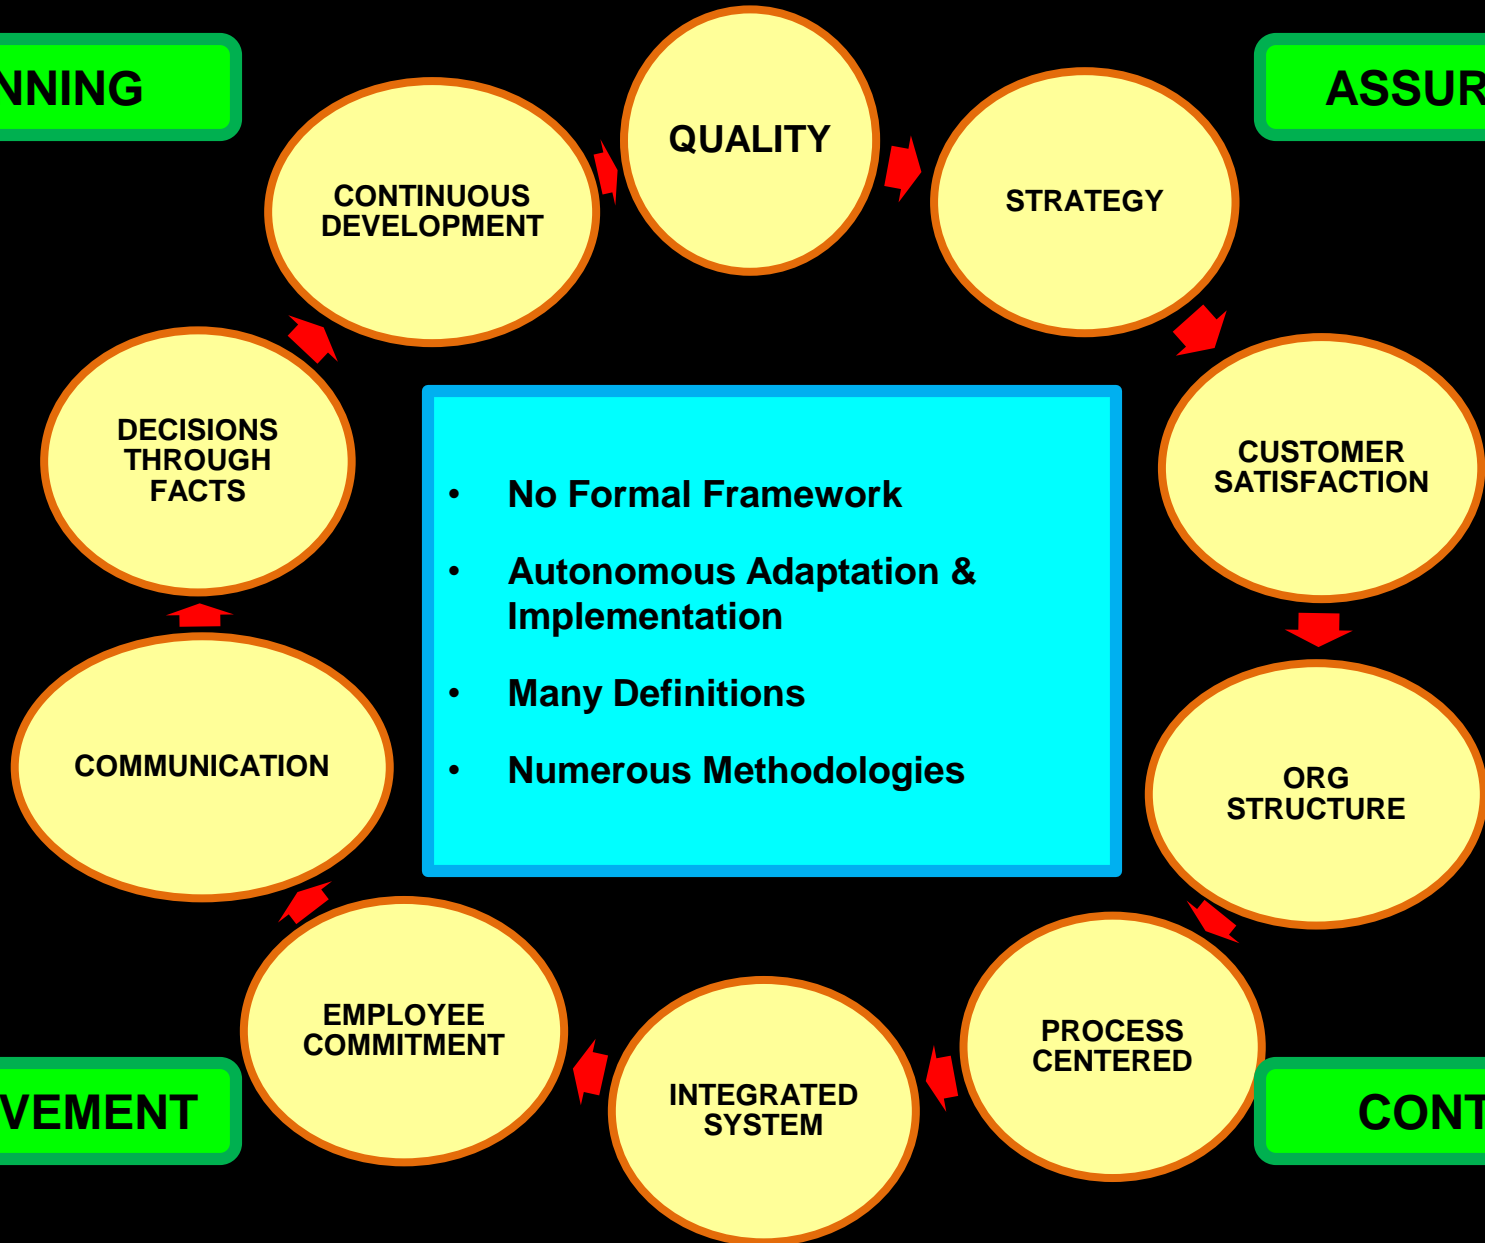 NNING
QUALITY
ASSUR
CONTINUOUS
DEVELOPMENT
STRATEGY
DECISIONS
THROUGH
FACTS
CUSTOMER
SATISFACTION
• No Formal Framework
• Autonomous Adaptation &
Implementation
• Many Definitions
• Numerous Methodologies
COMMUNICATION
ORG
STRUCTURE
EMPLOYEE
COMMITMENT
PROCESS
CENTERED
INTEGRATED
SYSTEM
VEMENT
CONT